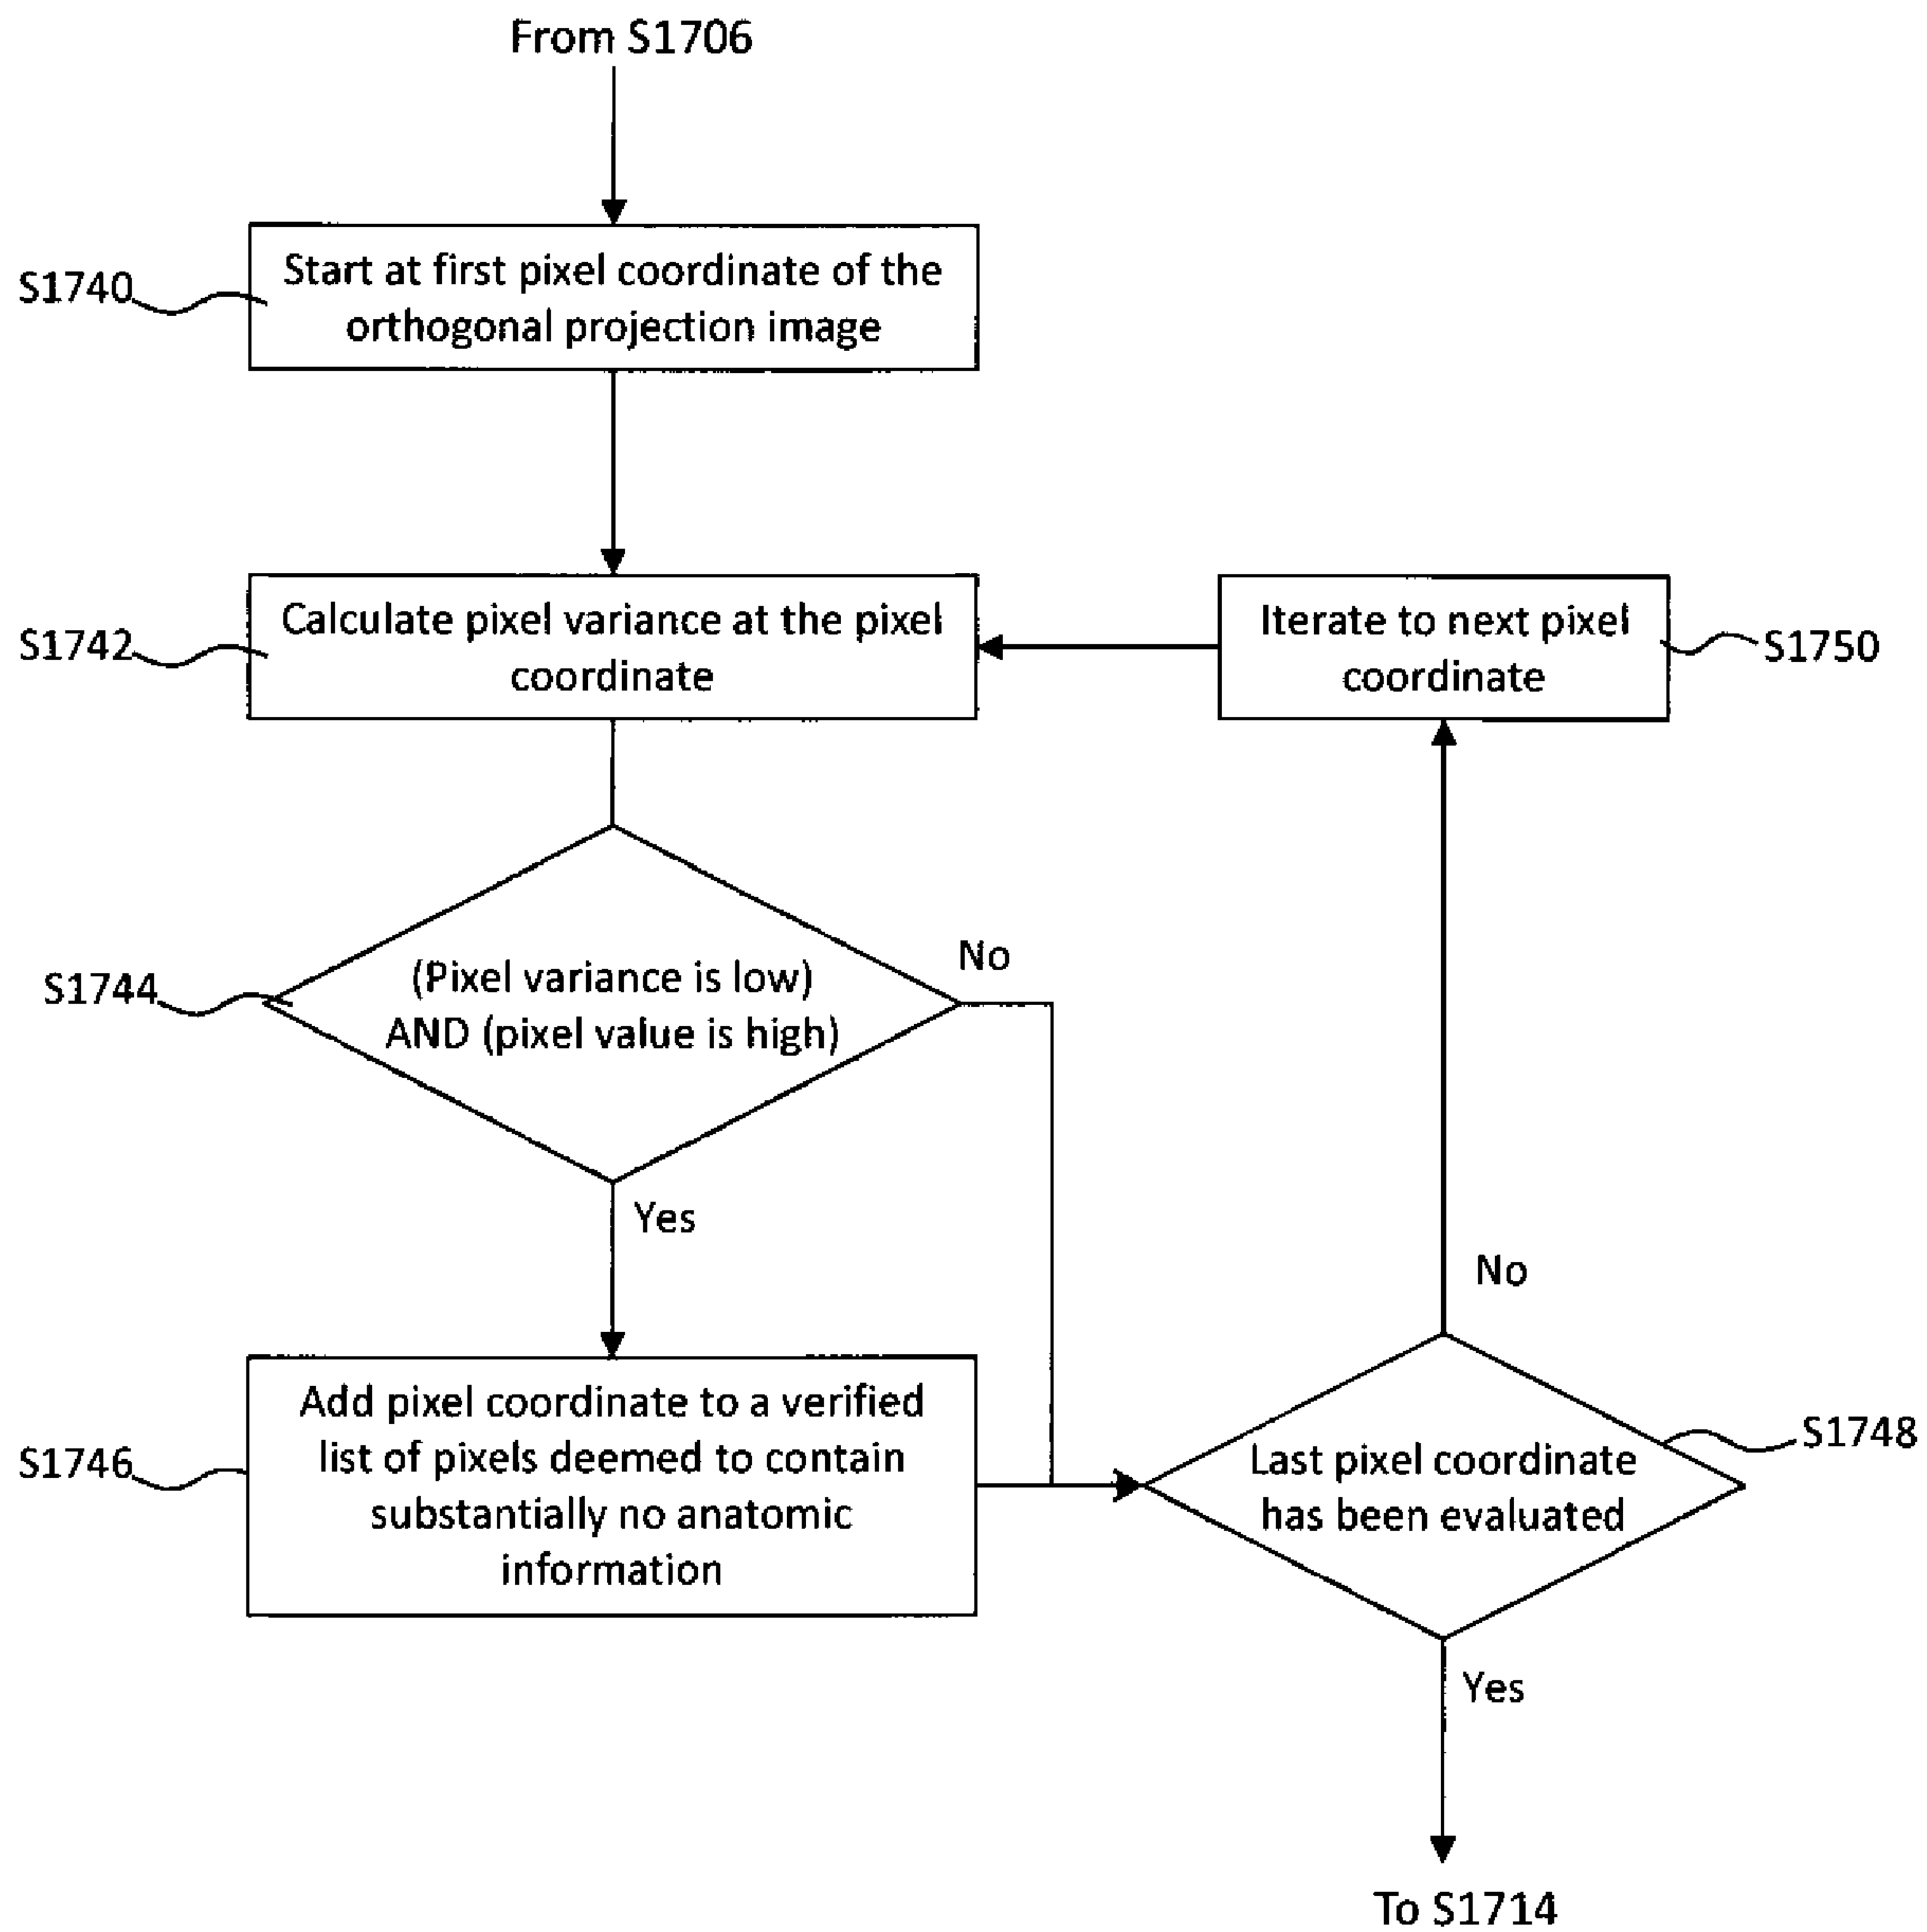 From S1706
S1740
Start at first pixel coordinate of the
orthogonal projection image
S1742
Calculate pixel variance at the pixel
coordinate
Iterate to next pixel
coordinate
S1750
S1744
(Pixel variance is low)
AND (pixel value is high)
No
Yes
No
S1746
Add pixel coordinate to a verified
list of pixels deemed to contain
substantially no anatomic
information
Last pixel coordinate
has been evaluated
S1748
Yes
To S1714